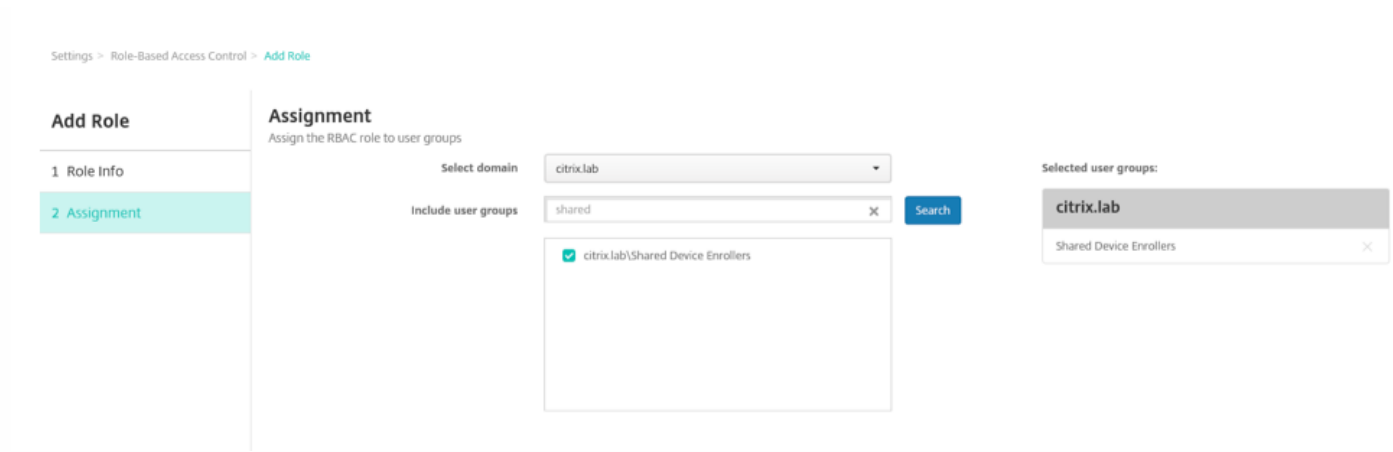 Settings > Role-Based Access Control > Add Role
Add Role
1 Role Info
2 Assignment
Assignment
Assign the RBAC role to user groups
Select domain
citrix.lab
Include user groups
shared
Search
citrix.lab\Shared Device Enrollers
Selected user groups:
citrix.lab
Shared Device Enrollers